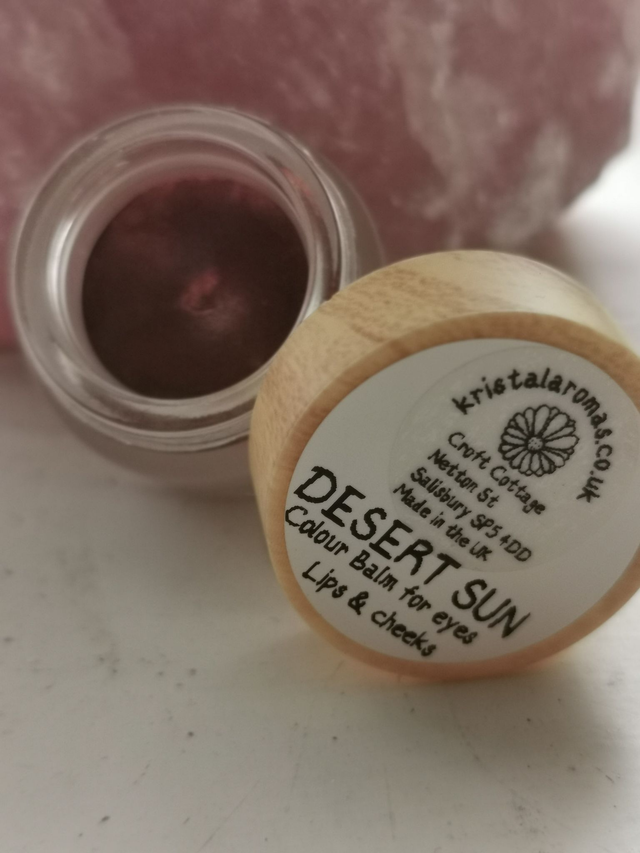 kristalaromas.co.uk
Croft Cottage
Netton St
Salisbury SP5 4DD
Made in the UK
DESERT SUN
Colour Balm for eyes
Lips & cheeks